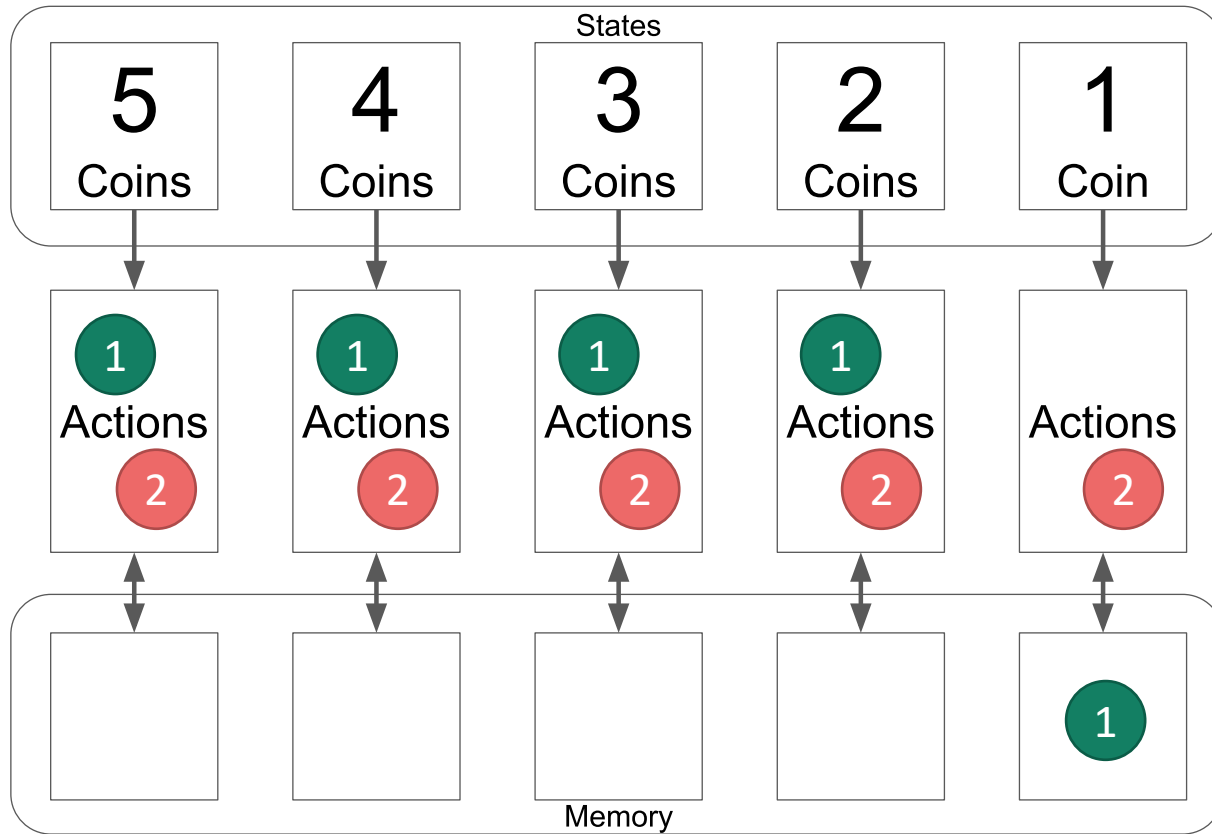 States
5 4 3 2 1
Coins Coins Coins Coins Coin
1 1 1 1
Actions Actions Actions Actions Actions
2 2 2 2 2
1
Memory